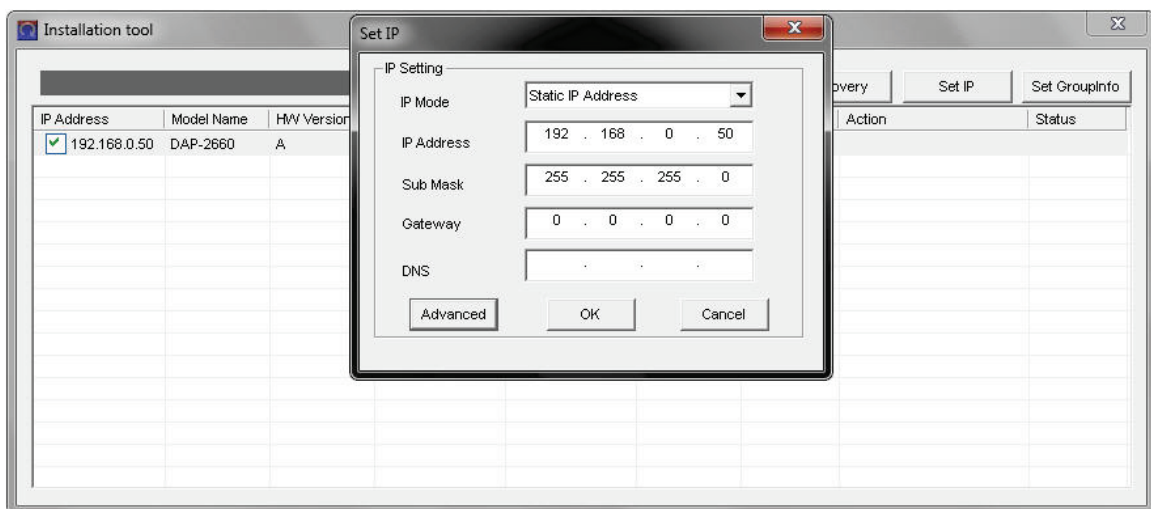 Installation tool
Set IP
IP Setting
IP Mode
Static IP Address
IP Address
192 . 168 . 0 . 50
Sub Mask
255 . 255 . 255 . 0
Gateway
0 . 0 . 0 . 0
DNS
. . .
Advanced
OK
Cancel
Set IP
Set GroupInfo
IP Address
Model Name
HW Version
Action
Status
192.168.0.50
DAP-2660
A